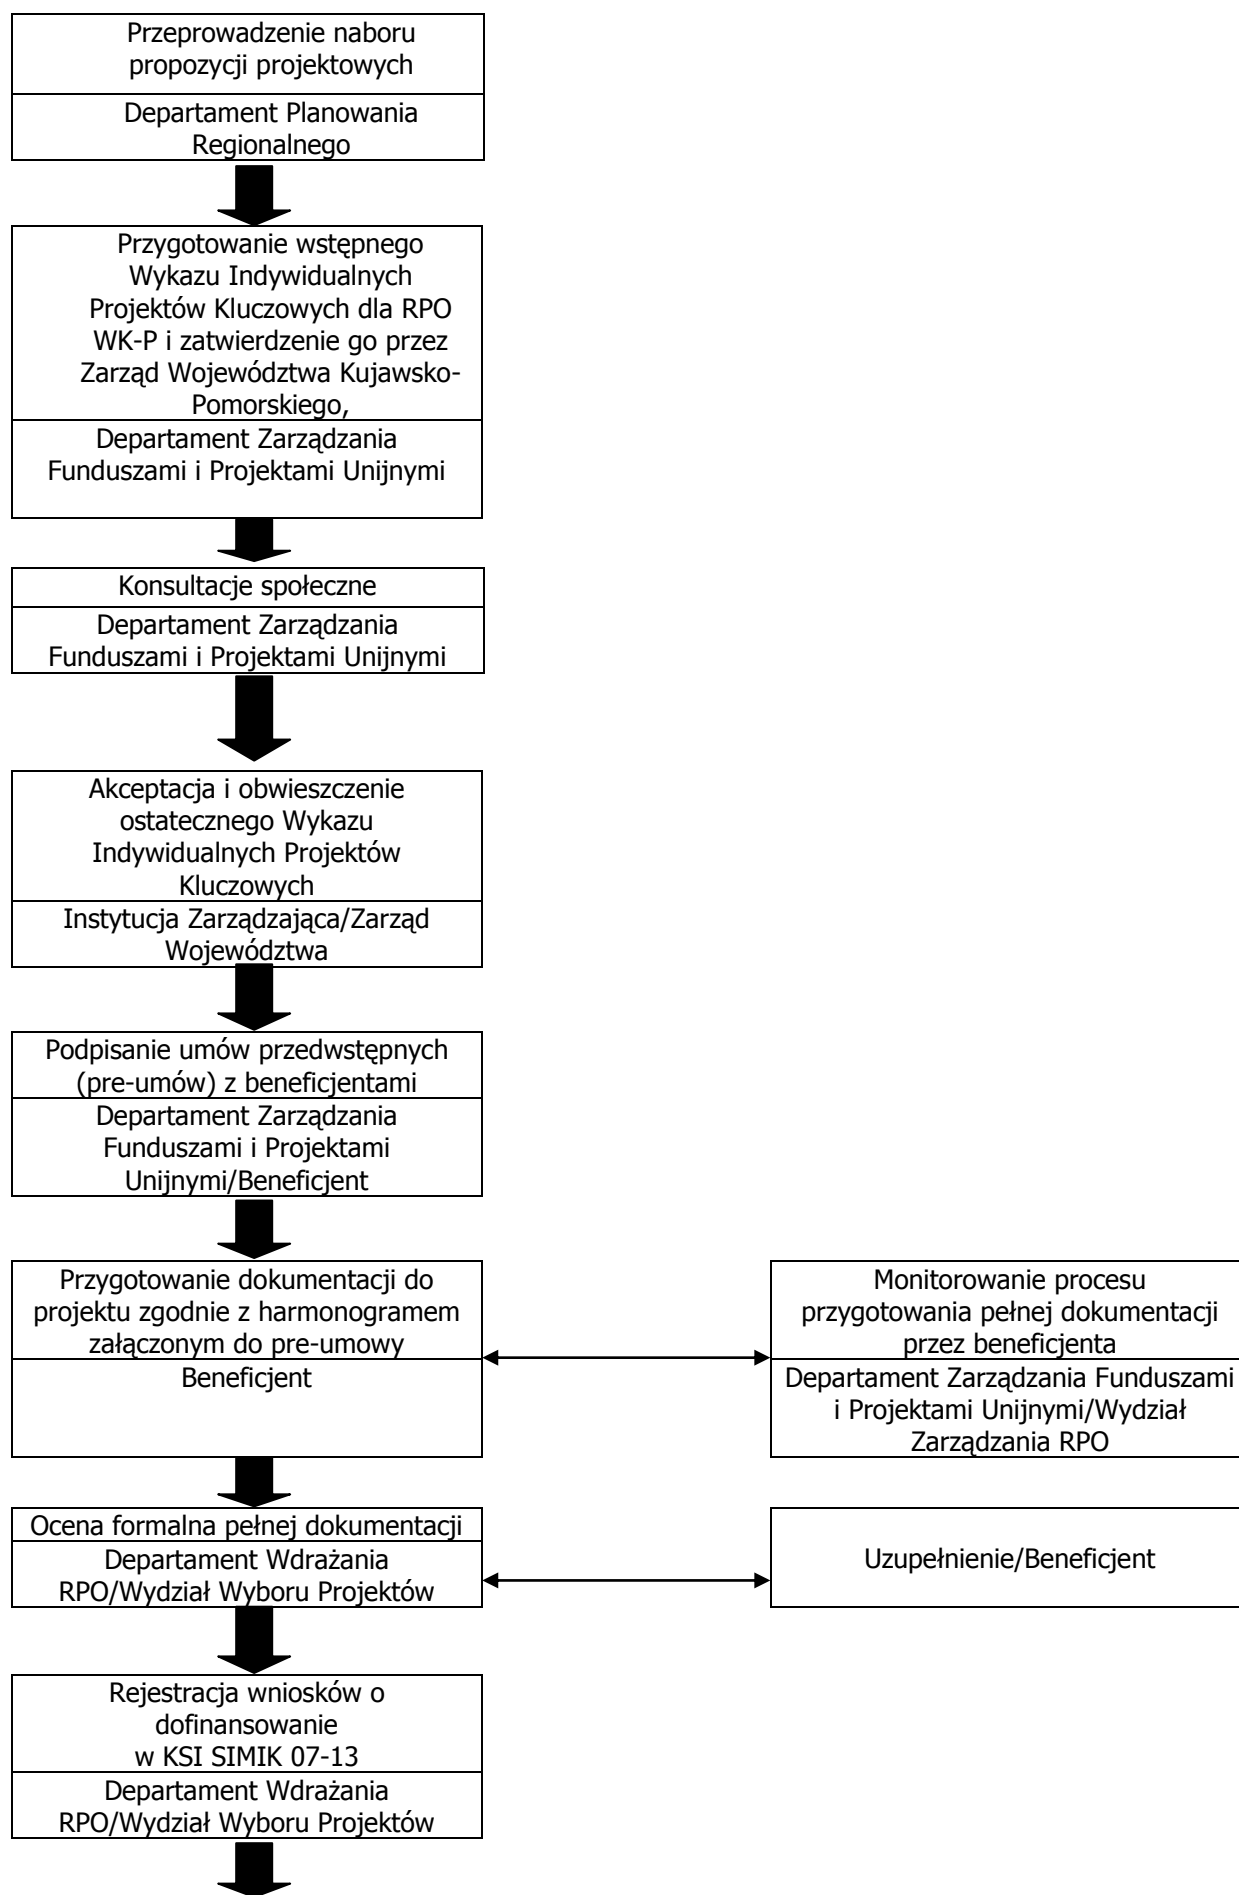 Przeprowadzenie naboru
propozycji projektowych
Departament Planowania
Regionalnego
Przygotowanie wstępnego
Wykazu Indywidualnych
Projektów Kluczowych dla RPO
WK-P i zatwierdzenie go przez
Zarząd Województwa Kujawsko-
Pomorskiego,
Departament Zarządzania
Funduszami i Projektami Unijnymi
Konsultacje społeczne
Departament Zarządzania
Funduszami i Projektami Unijnymi
Akceptacja i obwieszczenie
ostatecznego Wykazu
Indywidualnych Projektów
Kluczowych
Instytucja Zarządzająca/Zarząd
Województwa
Podpisanie umów przedwstępnych
(pre-umów) z beneficjentami
Departament Zarządzania
Funduszami i Projektami
Unijnymi/Beneficjent
Przygotowanie dokumentacji do
projektu zgodnie z harmonogramem
załączonym do pre-umowy
Beneficjent
Monitorowanie procesu
przygotowania pełnej dokumentacji
przez beneficjenta
Departament Zarządzania Funduszami
i Projektami Unijnymi/Wydział
Zarządzania RPO
Ocena formalna pełnej dokumentacji
Departament Wdrażania
RPO/Wydział Wyboru Projektów
Uzupełnienie/Beneficjent
Rejestracja wniosków o
dofinansowanie
w KSI SIMIK 07-13
Departament Wdrażania
RPO/Wydział Wyboru Projektów